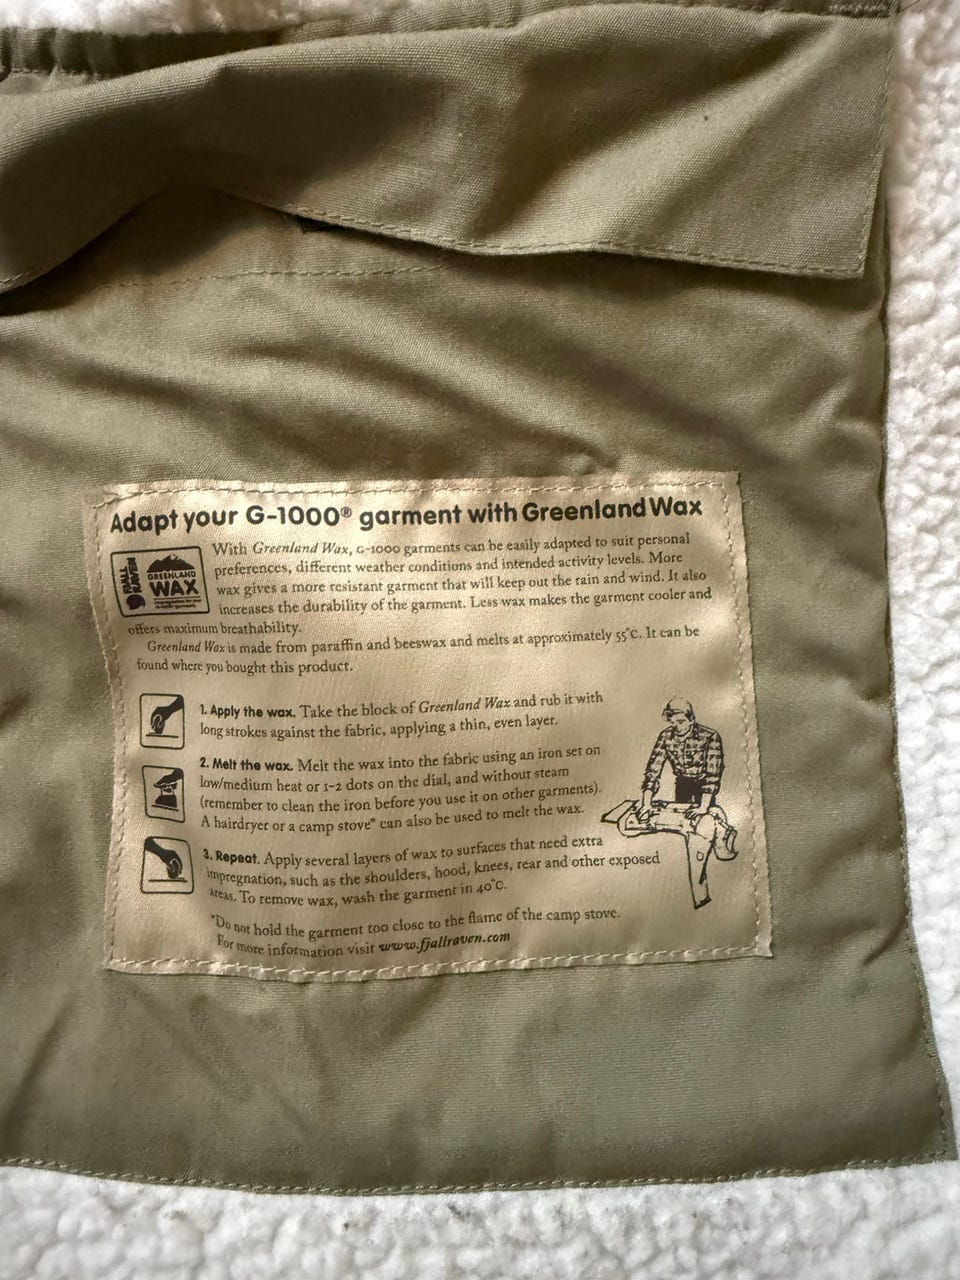 Adapt your G-1000® garment with Greenland Wax
FJALL
RAVEN
GREENLAND
WAX
With Greenland Wax, G-1000 garments can be easily adapted to suit personal
preferences, different weather conditions and intended activity levels. More
wax gives a more resistant garment that will keep out the rain and wind. It also
increases the durability of the garment. Less wax makes the garment cooler and
offers maximum breathability.
Greenland Wax is made from paraffin and beeswax and melts at approximately 55°C. It can be
found where you bought this product.
1. Apply the wax. Take the block of Greenland Wax and rub it with
long strokes against the fabric, applying a thin, even layer.
2. Melt the wax. Melt the wax into the fabric using an iron set on
low/medium heat or 1-2 dots on the dial, and without steam
(remember to clean the iron before you use it on other garments).
A hairdryer or a camp stove* can also be used to melt the wax.
3. Repeat. Apply several layers of wax to surfaces that need extra
impregnation, such as the shoulders, hood, knees, rear and other exposed
areas. To remove wax, wash the garment in 40°C.
*Do not hold the garment too close to the flame of the camp stove.
For more information visit www.fjallraven.com